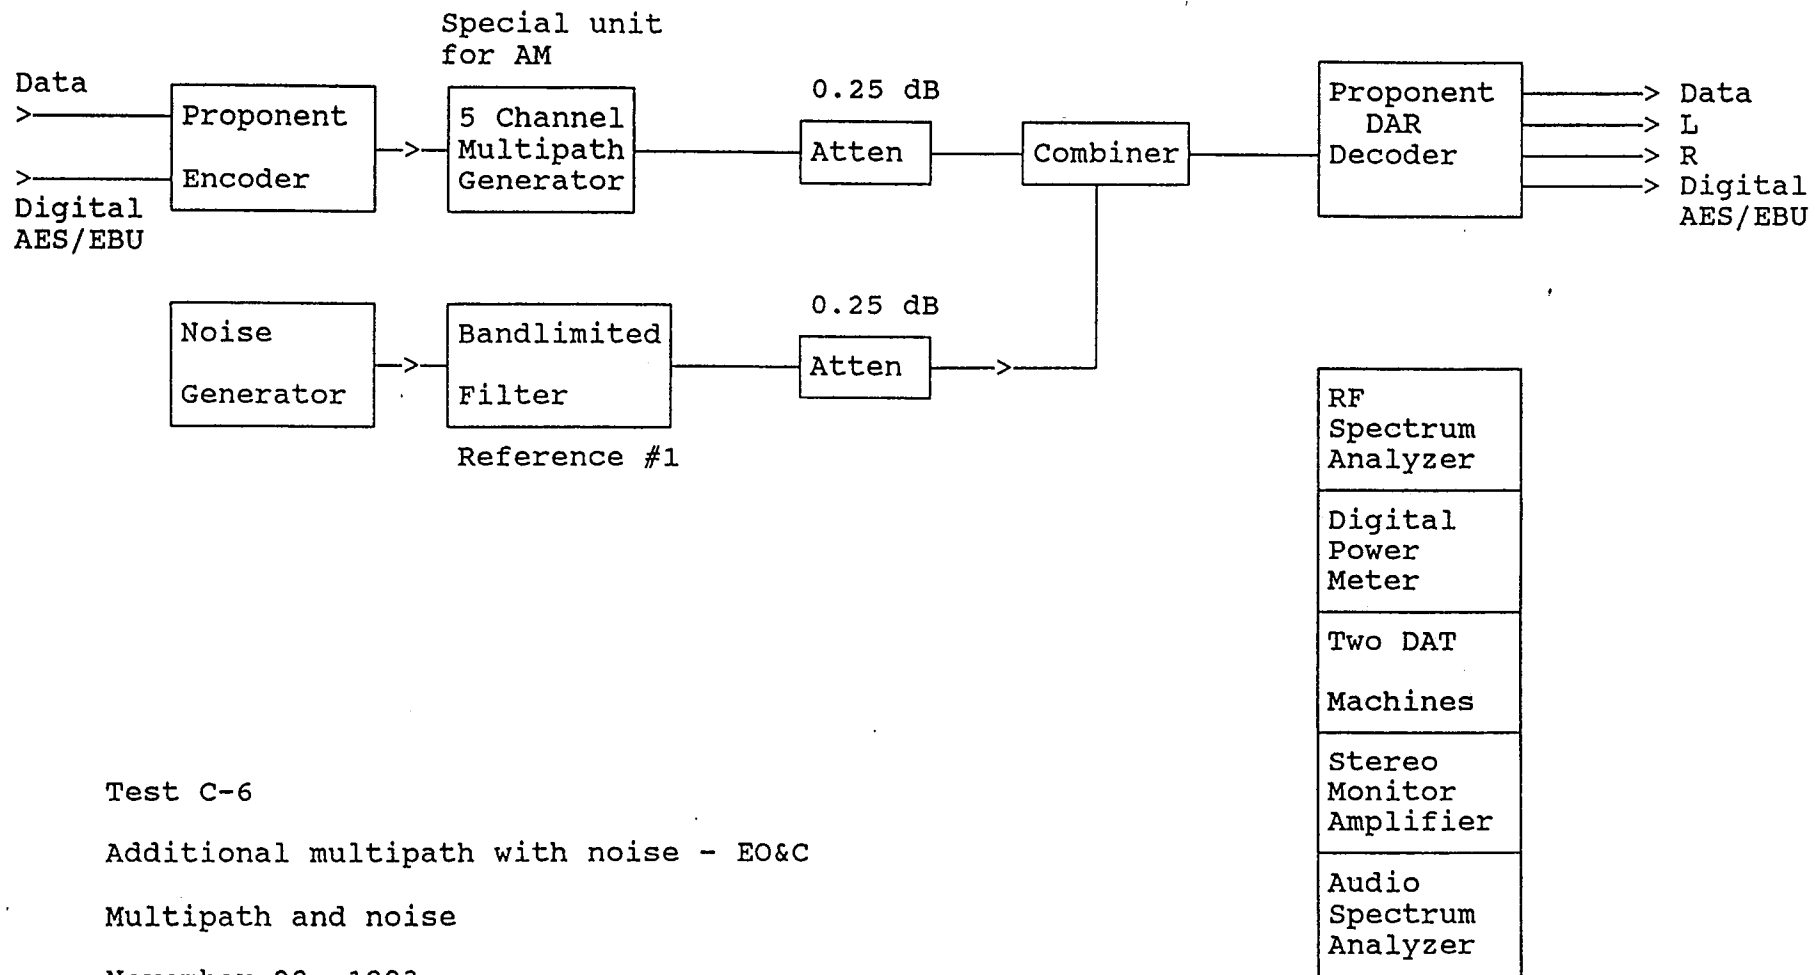 Special unit
for AM
Data
>
Proponent
Encoder
>
Digital
AES/EBU
>
5 Channel
Multipath
Generator
0.25 dB
Atten
Combiner
Proponent
DAR
Decoder
> Data
> L
> R
> Digital
AES/EBU
Noise
Generator
>
Bandlimited
Filter
Reference #1
0.25 dB
Atten
>
RF
Spectrum
Analyzer
Digital
Power
Meter
Two DAT
Machines
Stereo
Monitor
Amplifier
Audio
Spectrum
Analyzer
Test C-6
Additional multipath with noise - EO&C
Multipath and noise